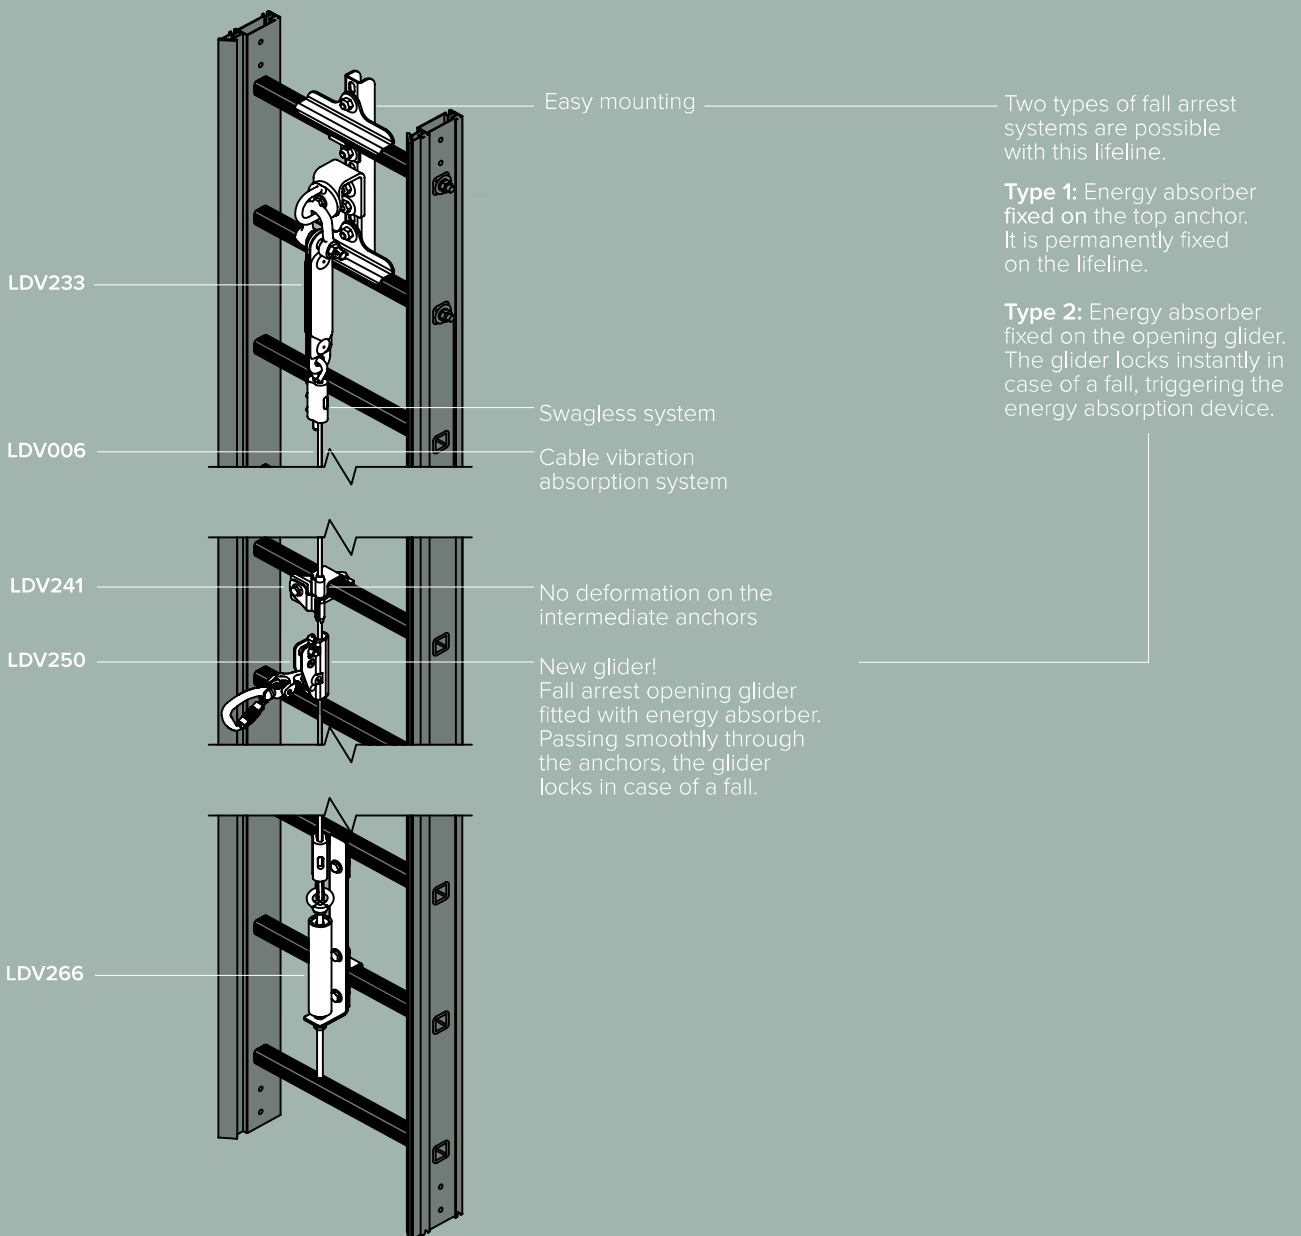 Easy mounting
Two types of fall arrest
systems are possible
with this lifeline.
Type 1: Energy absorber
fixed on the top anchor.
It is permanently fixed
on the lifeline.
Type 2: Energy absorber
fixed on the opening glider.
The glider locks instantly in
case of a fall, triggering the
energy absorption device.
LDV233
Swagless system
LDV006
Cable vibration
absorption system
LDV241
No deformation on the
intermediate anchors
LDV250
New glider!
Fall arrest opening glider
fitted with energy absorber.
Passing smoothly through
the anchors, the glider
locks in case of a fall.
LDV266